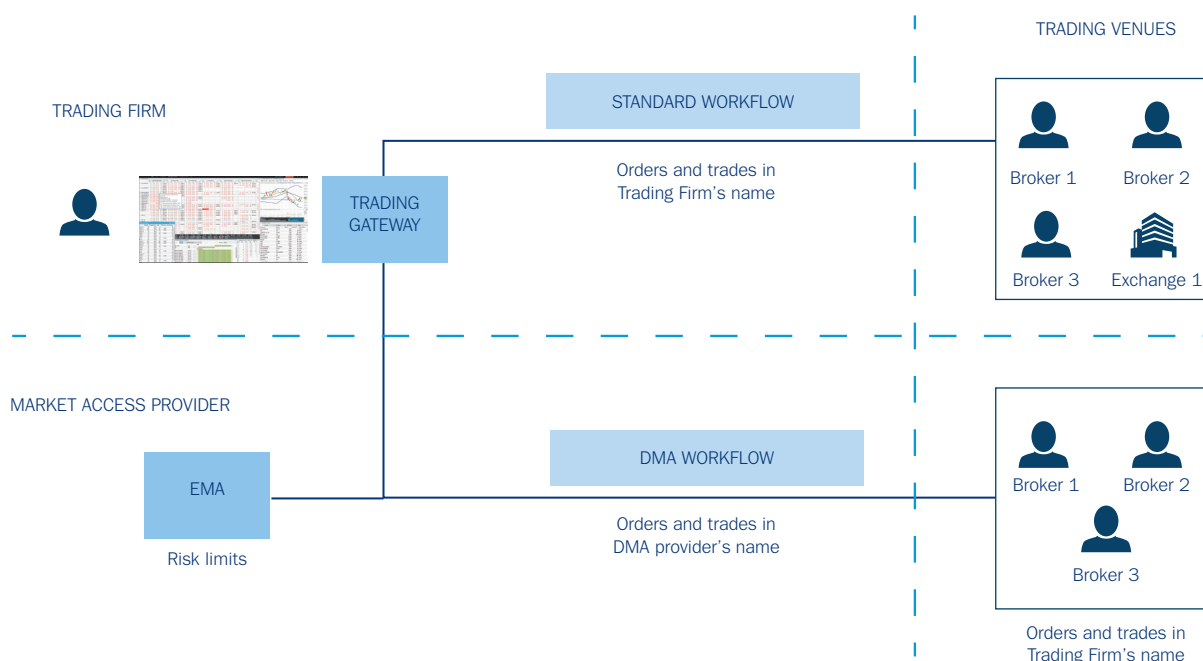 TRADING VENUES
TRADING FIRM
STANDARD WORKFLOW
TRADING
GATEWAY
Orders and trades in
Trading Firm's name
Broker 1
Broker 2
Broker 3
Exchange 1
MARKET ACCESS PROVIDER
EMA
Risk limits
DMA WORKFLOW
Orders and trades in
DMA provider's name
Broker 1
Broker 2
Broker 3
Orders and trades in
Trading Firm's name